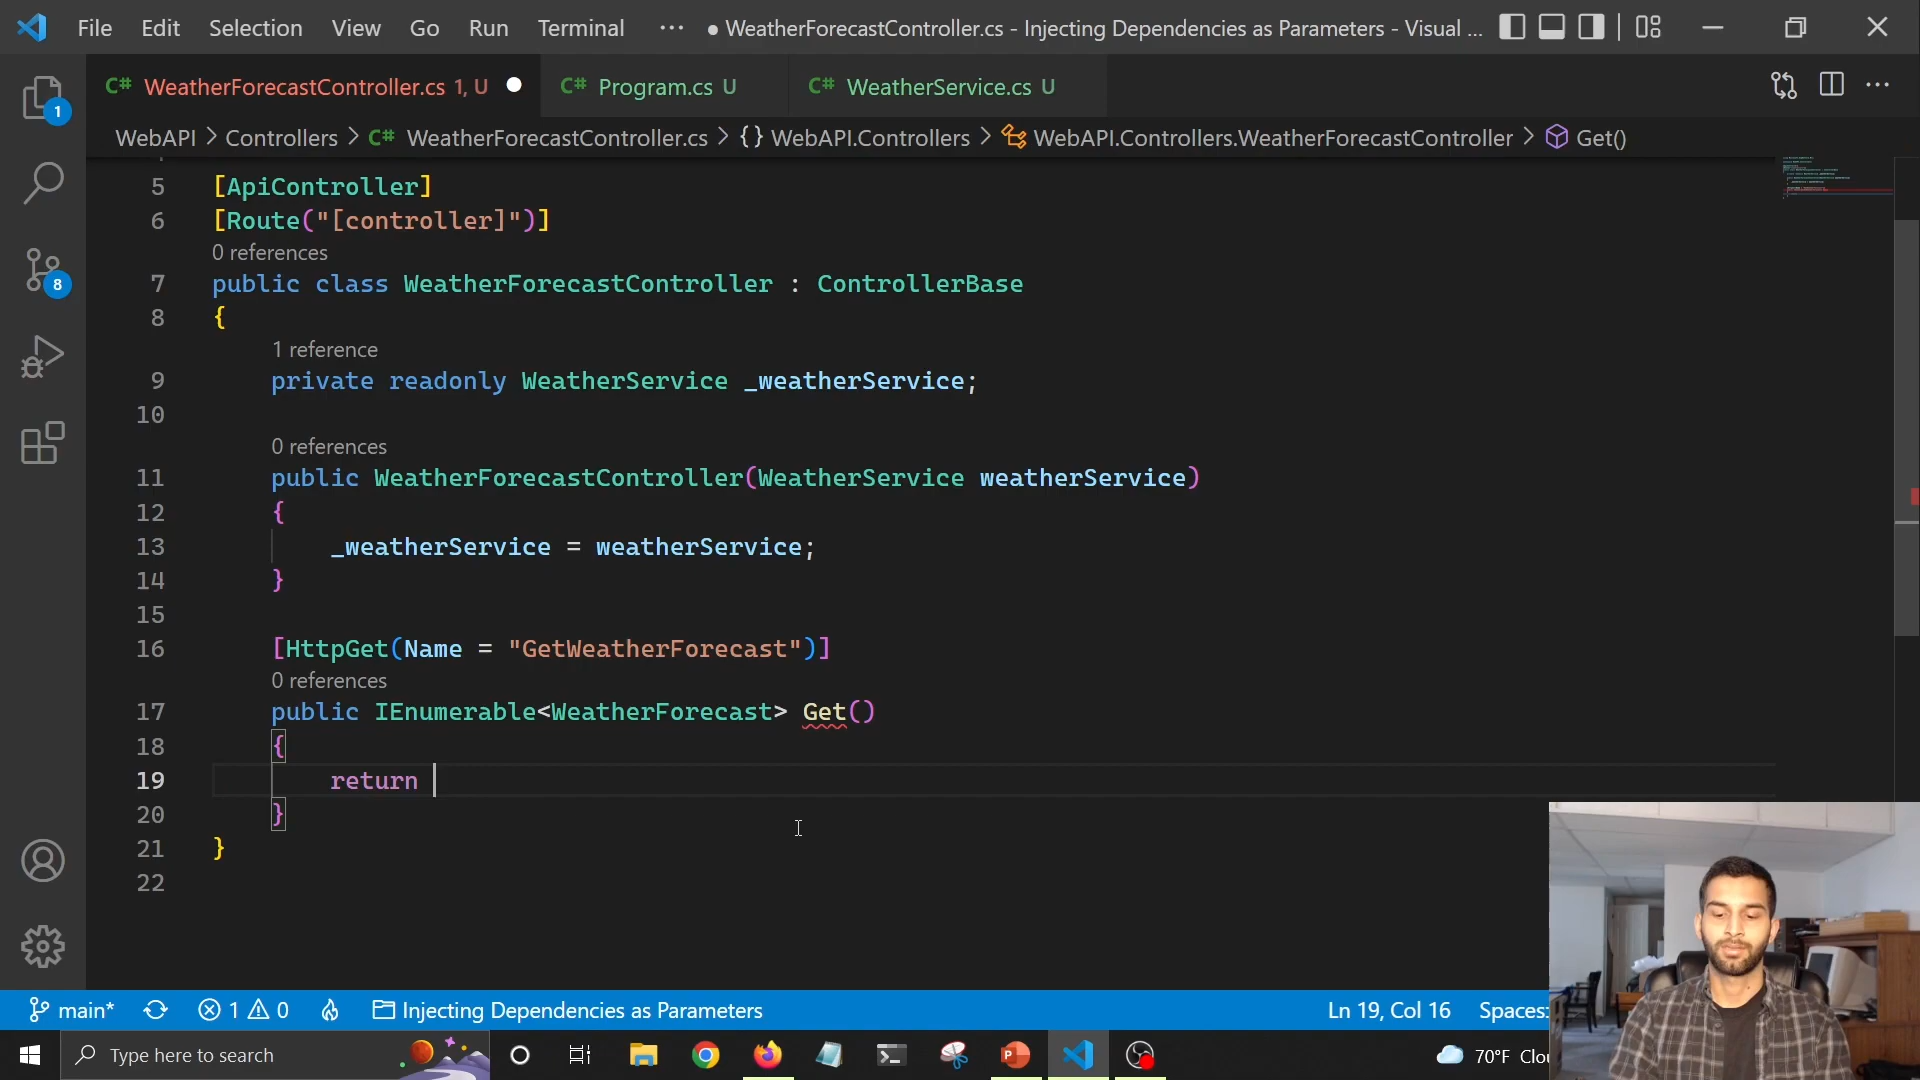 File Edit Selection View Go Run Terminal ··· ● WeatherForecastController.cs - Injecting Dependencies as Parameters - Visual ...
C# WeatherForecastController.cs 1, U ● C# Program.cs U C# WeatherService.cs U ···
WebAPI > Controllers > C# WeatherForecastController.cs > {} WebAPI.Controllers > WebAPI.Controllers.WeatherForecastController > Get()
1
8
5 [ApiController]
6 [Route("[controller]")]
0 references
7 public class WeatherForecastController : ControllerBase
8 {
1 reference
9 private readonly WeatherService _weatherService;
10
0 references
11 public WeatherForecastController(WeatherService weatherService)
12 {
13 _weatherService = weatherService;
14 }
15
16 [HttpGet(Name = "GetWeatherForecast")]
0 references
17 public IEnumerable<WeatherForecast> Get()
18 {
19 return
20 }
21 }
22
main* 1 0 Injecting Dependencies as Parameters Ln 19, Col 16 Spaces:
Type here to search 70°F